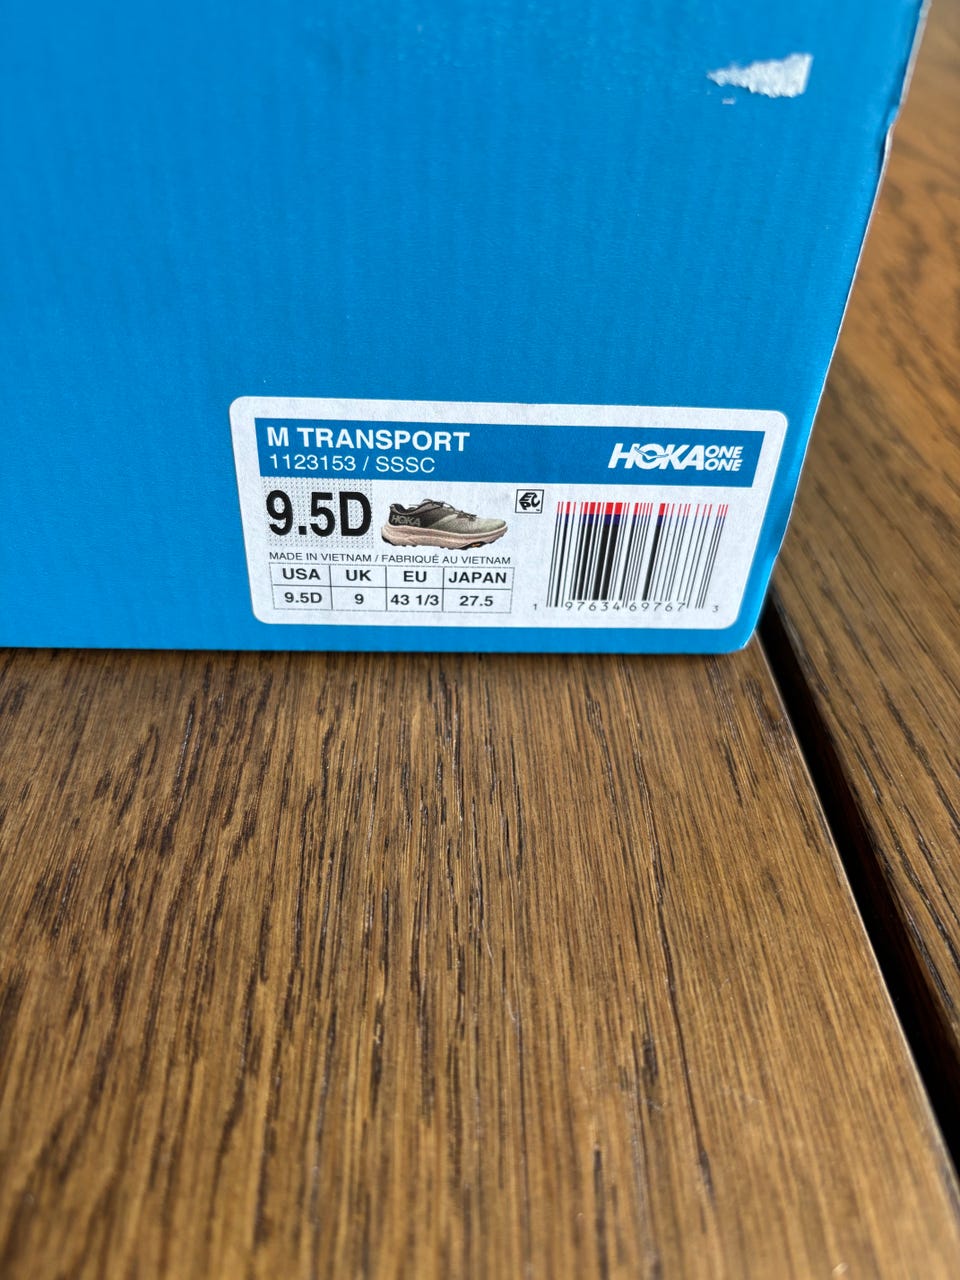 M TRANSPORT
1123153 / SSSC
HOKA ONE ONE
9.5D
HOKA
MADE IN VIETNAM / FABRIQUÉ AU VIETNAM
USA UK EU JAPAN
9.5D 9 43 1/3 27.5
1 97634 69767 3